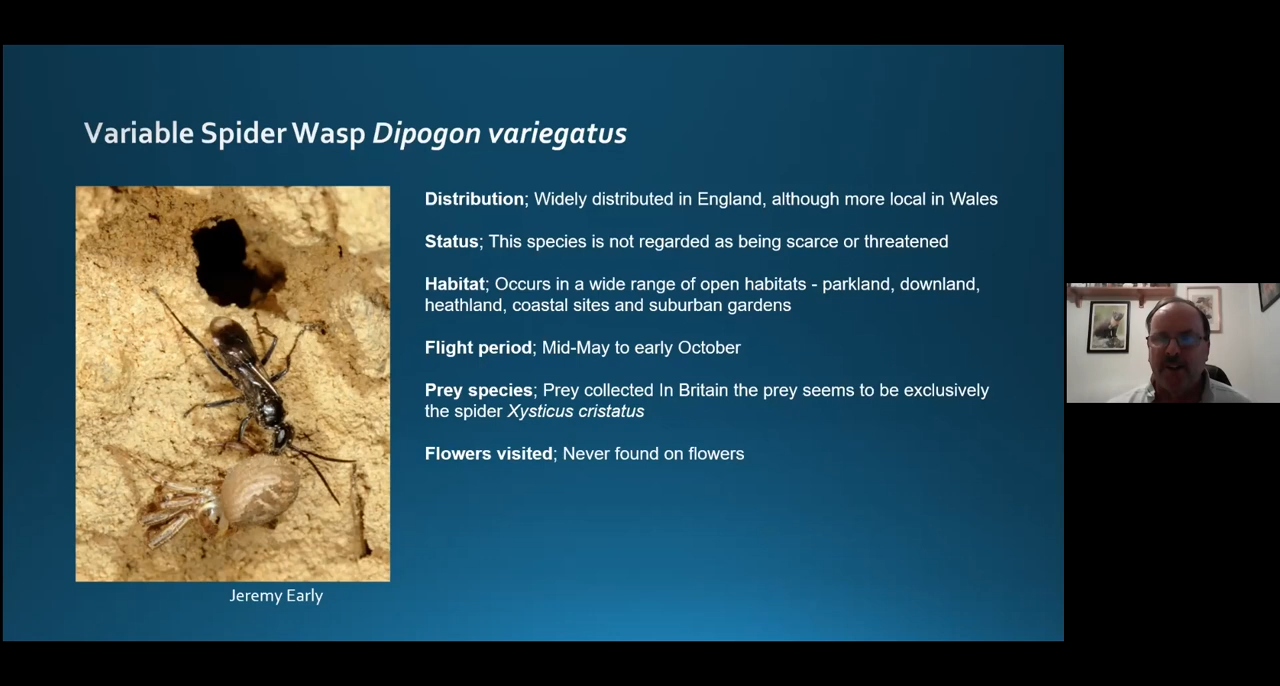 Variable Spider Wasp Dipogon variegatus
Distribution; Widely distributed in England, although more local in Wales
Status; This species is not regarded as being scarce or threatened
Habitat; Occurs in a wide range of open habitats - parkland, downland,
heathland, coastal sites and suburban gardens
Flight period; Mid-May to early October
Prey species; Prey collected In Britain the prey seems to be exclusively
the spider Xysticus cristatus
Flowers visited; Never found on flowers
Jeremy Early